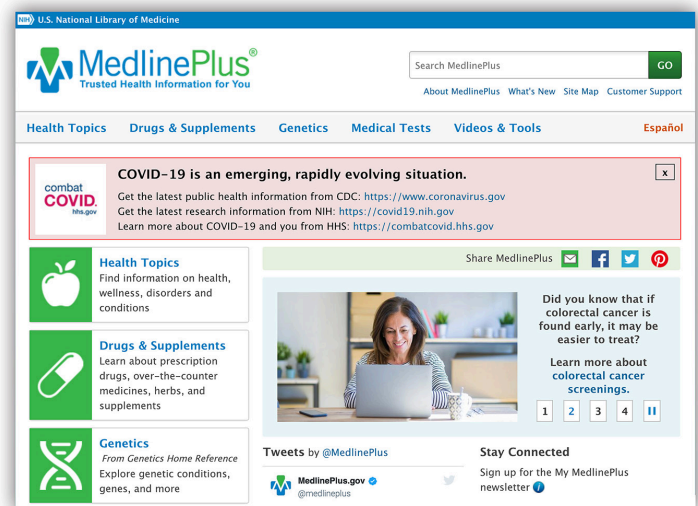 NIH U.S. National Library of Medicine
MedlinePlus®
Trusted Health Information for You
Search MedlinePlus
GO
About MedlinePlus What's New Site Map Customer Support
Health Topics Drugs & Supplements Genetics Medical Tests Videos & Tools Español
combat
COVID.
hhs.gov
COVID-19 is an emerging, rapidly evolving situation.
x
Get the latest public health information from CDC: https://www.coronavirus.gov
Get the latest research information from NIH: https://covid19.nih.gov
Learn more about COVID-19 and you from HHS: https://combatcovid.hhs.gov
Health Topics
Find information on health,
wellness, disorders and
conditions
Drugs & Supplements
Learn about prescription
drugs, over-the-counter
medicines, herbs, and
supplements
Genetics
From Genetics Home Reference
Explore genetic conditions,
genes, and more
Share MedlinePlus
Did you know that if
colorectal cancer is
found early, it may be
easier to treat?
Learn more about
colorectal cancer
screenings.
1 2 3 4
Tweets by @MedlinePlus
MedlinePlus.gov
@medlineplus
Stay Connected
Sign up for the My MedlinePlus
newsletter